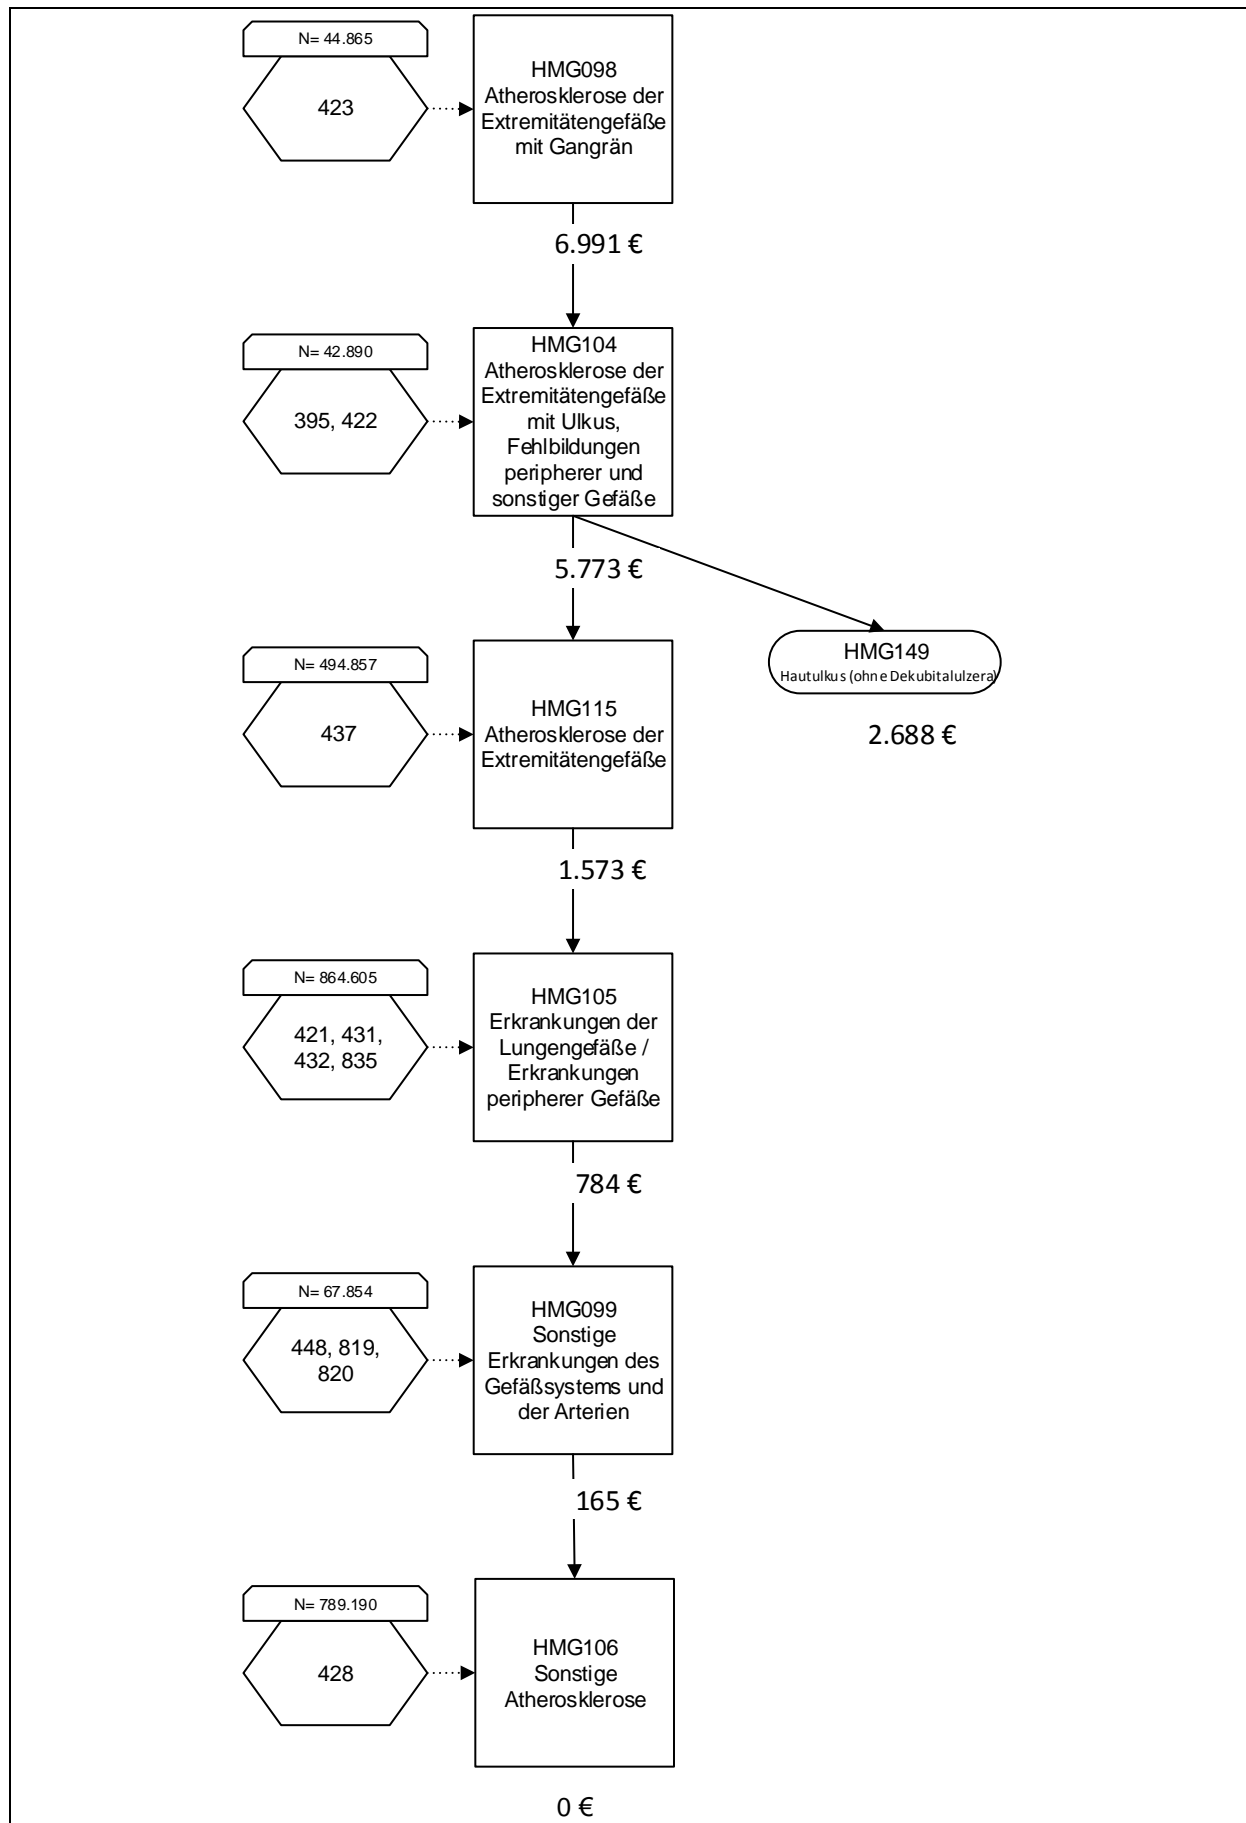 N= 44.865
423
HMG098
Atherosklerose der
Extremitätengefäße
mit Gangrän
6.991 €
N= 42.890
395, 422
HMG104
Atherosklerose der
Extremitätengefäße
mit Ulkus,
Fehlbildungen
peripherer und
sonstiger Gefäße
5.773 €
HMG149
Hautulkus (ohne Dekubitalulzera)
2.688 €
N= 494.857
437
HMG115
Atherosklerose der
Extremitätengefäße
1.573 €
N= 864.605
421, 431,
432, 835
HMG105
Erkrankungen der
Lungengefäße /
Erkrankungen
peripherer Gefäße
784 €
N= 67.854
448, 819,
820
HMG099
Sonstige
Erkrankungen des
Gefäßsystems und
der Arterien
165 €
N= 789.190
428
HMG106
Sonstige
Atherosklerose
0 €